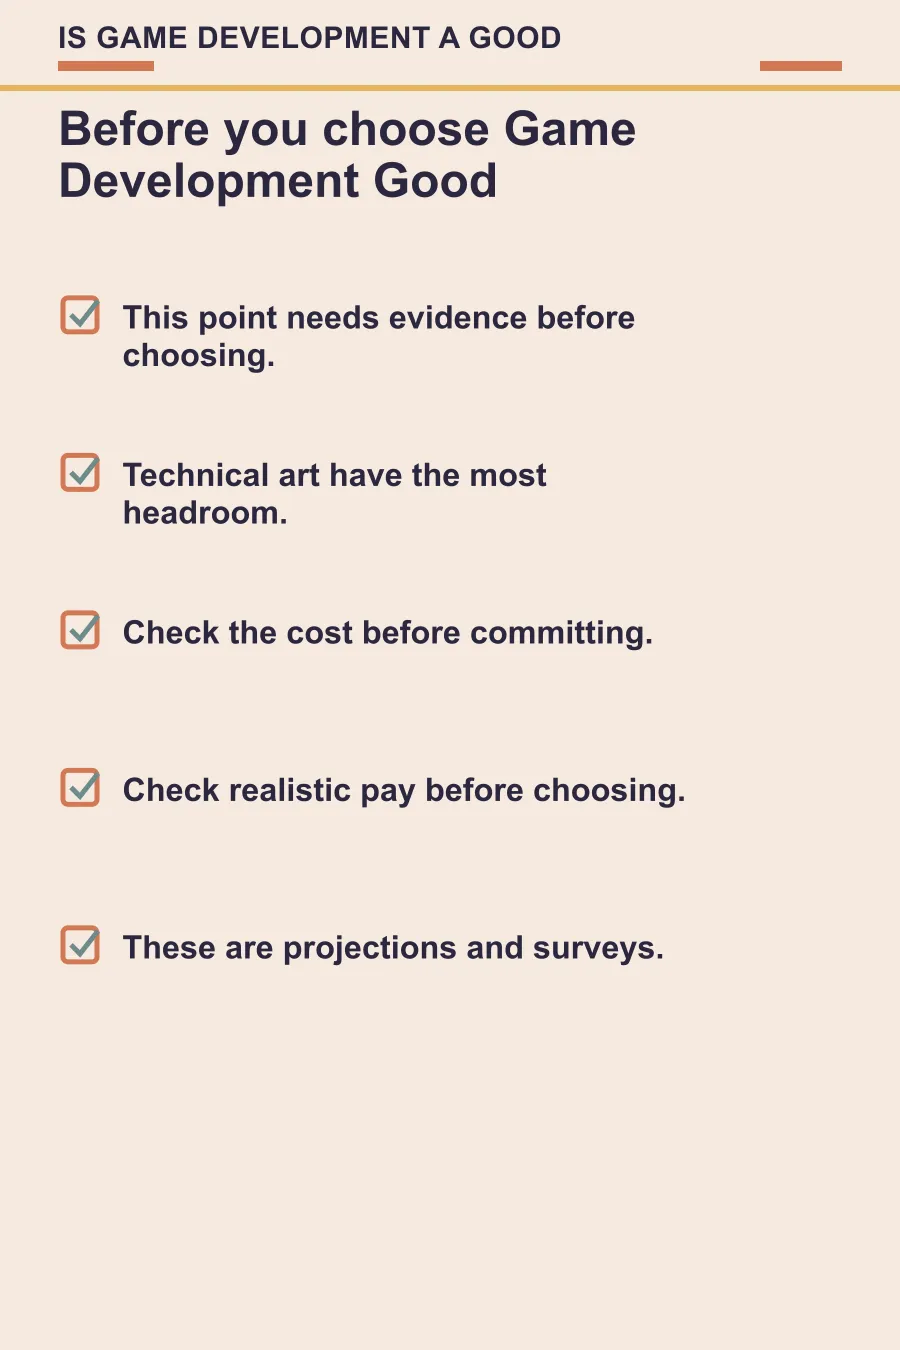 IS GAME DEVELOPMENT A GOOD
Before you choose Game
Development Good
This point needs evidence before
choosing.
Technical art have the most
headroom.
Check the cost before committing.
Check realistic pay before choosing.
These are projections and surveys.